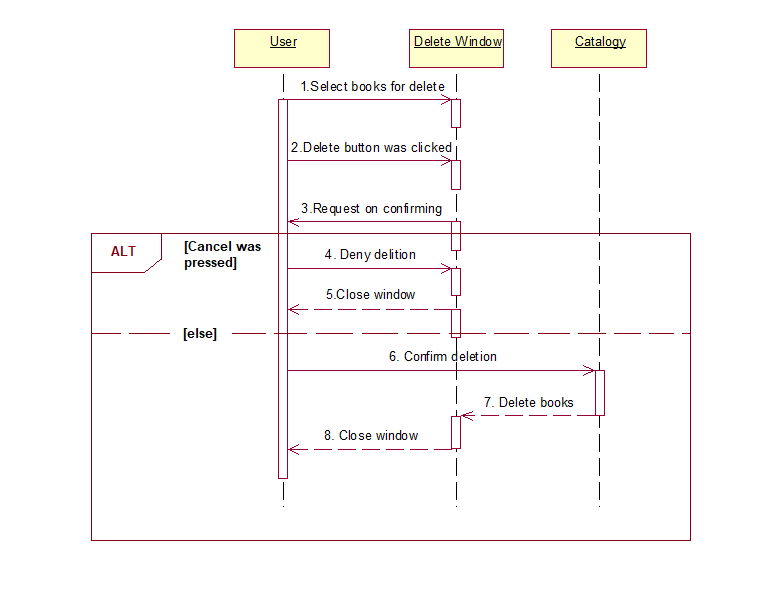 User
Delete Window
Catalogy
1.Select books for delete
2.Delete button was clicked
3.Request on confirming
ALT
[Cancel was
pressed]
4. Deny delition
5.Close window
[else]
6. Confirm deletion
7. Delete books
8. Close window